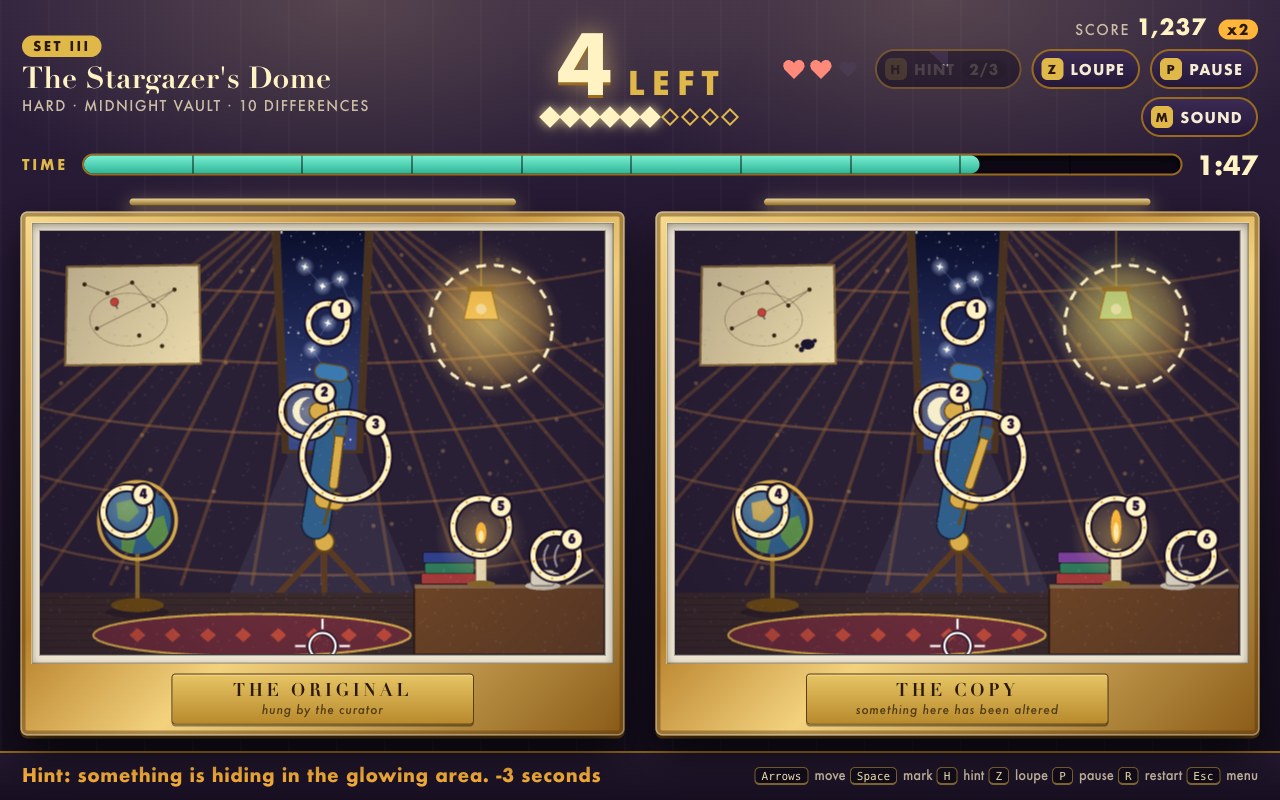 SET III
The Stargazer's Dome
HARD · MIDNIGHT VAULT · 10 DIFFERENCES
4 LEFT
SCORE 1,237 x2
H HINT 2/3
Z LOUPE
P PAUSE
M SOUND
TIME
1:47
1
2
3
4
5
6
1
2
3
4
5
6
THE ORIGINAL
hung by the curator
THE COPY
something here has been altered
Hint: something is hiding in the glowing area. -3 seconds
Arrows move Space mark H hint Z loupe P pause R restart Esc menu